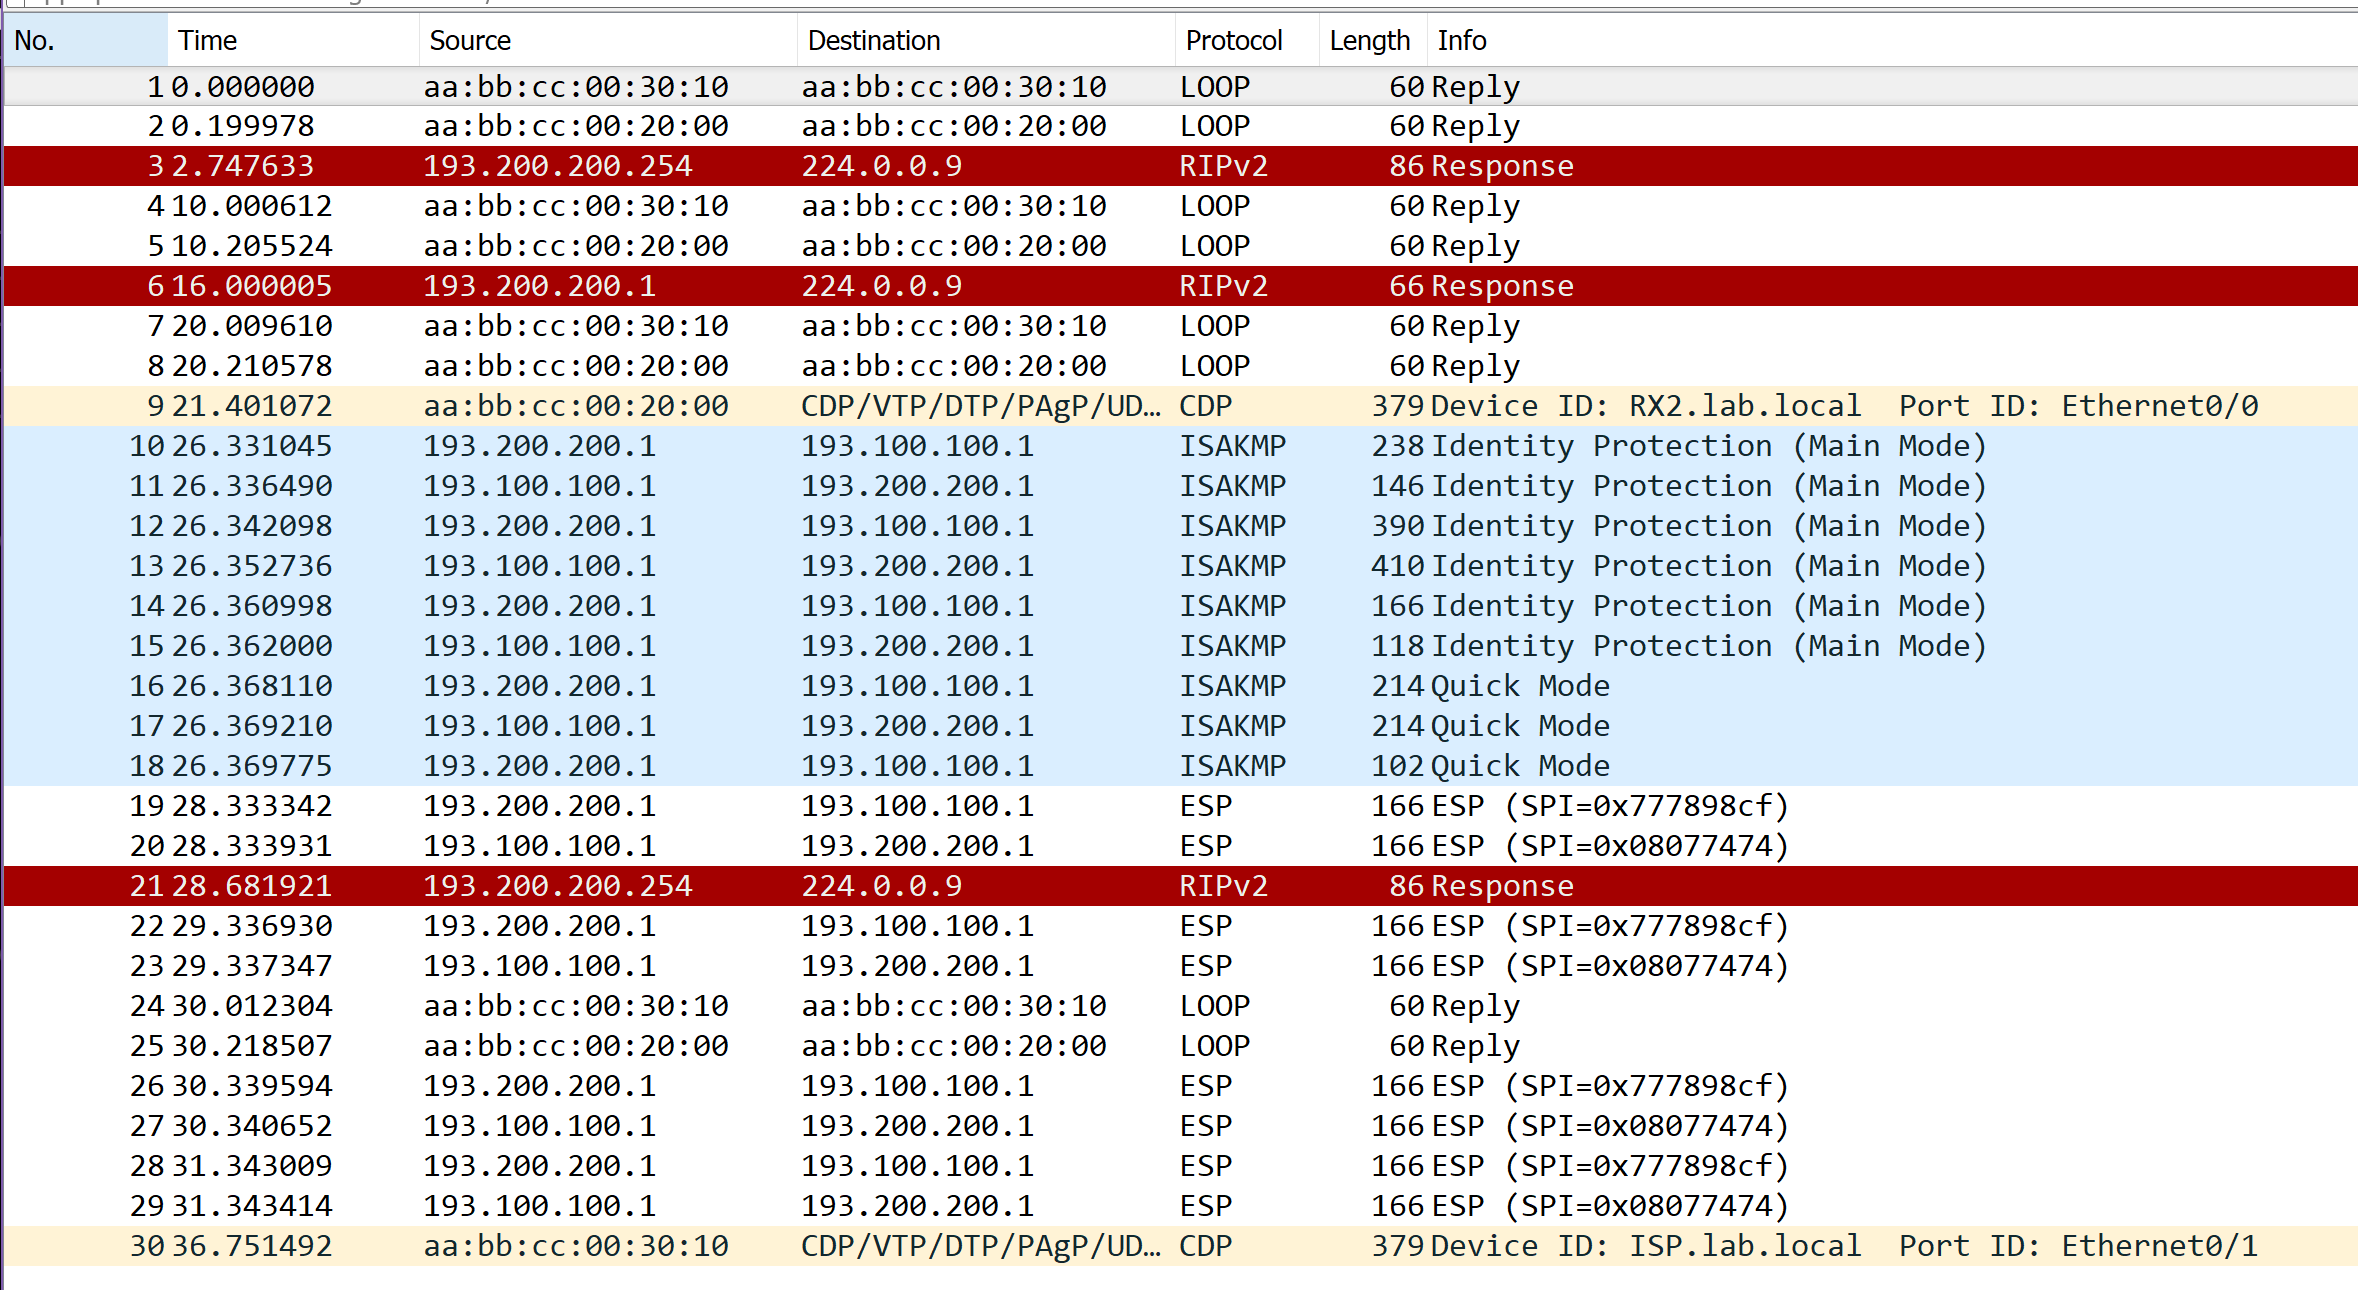 No. Time Source Destination Protocol Length Info
1 0.000000 aa:bb:cc:00:30:10 aa:bb:cc:00:30:10 LOOP 60 Reply
2 0.199978 aa:bb:cc:00:20:00 aa:bb:cc:00:20:00 LOOP 60 Reply
3 2.747633 193.200.200.254 224.0.0.9 RIPv2 86 Response
4 10.000612 aa:bb:cc:00:30:10 aa:bb:cc:00:30:10 LOOP 60 Reply
5 10.205524 aa:bb:cc:00:20:00 aa:bb:cc:00:20:00 LOOP 60 Reply
6 16.000005 193.200.200.1 224.0.0.9 RIPv2 66 Response
7 20.009610 aa:bb:cc:00:30:10 aa:bb:cc:00:30:10 LOOP 60 Reply
8 20.210578 aa:bb:cc:00:20:00 aa:bb:cc:00:20:00 LOOP 60 Reply
9 21.401072 aa:bb:cc:00:20:00 CDP/VTP/DTP/PAgP/UD… CDP 379 Device ID: RX2.lab.local Port ID: Ethernet0/0
10 26.331045 193.200.200.1 193.100.100.1 ISAKMP 238 Identity Protection (Main Mode)
11 26.336490 193.100.100.1 193.200.200.1 ISAKMP 146 Identity Protection (Main Mode)
12 26.342098 193.200.200.1 193.100.100.1 ISAKMP 390 Identity Protection (Main Mode)
13 26.352736 193.100.100.1 193.200.200.1 ISAKMP 410 Identity Protection (Main Mode)
14 26.360998 193.200.200.1 193.100.100.1 ISAKMP 166 Identity Protection (Main Mode)
15 26.362000 193.100.100.1 193.200.200.1 ISAKMP 118 Identity Protection (Main Mode)
16 26.368110 193.200.200.1 193.100.100.1 ISAKMP 214 Quick Mode
17 26.369210 193.100.100.1 193.200.200.1 ISAKMP 214 Quick Mode
18 26.369775 193.200.200.1 193.100.100.1 ISAKMP 102 Quick Mode
19 28.333342 193.200.200.1 193.100.100.1 ESP 166 ESP (SPI=0x777898cf)
20 28.333931 193.100.100.1 193.200.200.1 ESP 166 ESP (SPI=0x08077474)
21 28.681921 193.200.200.254 224.0.0.9 RIPv2 86 Response
22 29.336930 193.200.200.1 193.100.100.1 ESP 166 ESP (SPI=0x777898cf)
23 29.337347 193.100.100.1 193.200.200.1 ESP 166 ESP (SPI=0x08077474)
24 30.012304 aa:bb:cc:00:30:10 aa:bb:cc:00:30:10 LOOP 60 Reply
25 30.218507 aa:bb:cc:00:20:00 aa:bb:cc:00:20:00 LOOP 60 Reply
26 30.339594 193.200.200.1 193.100.100.1 ESP 166 ESP (SPI=0x777898cf)
27 30.340652 193.100.100.1 193.200.200.1 ESP 166 ESP (SPI=0x08077474)
28 31.343009 193.200.200.1 193.100.100.1 ESP 166 ESP (SPI=0x777898cf)
29 31.343414 193.100.100.1 193.200.200.1 ESP 166 ESP (SPI=0x08077474)
30 36.751492 aa:bb:cc:00:30:10 CDP/VTP/DTP/PAgP/UD… CDP 379 Device ID: ISP.lab.local Port ID: Ethernet0/1